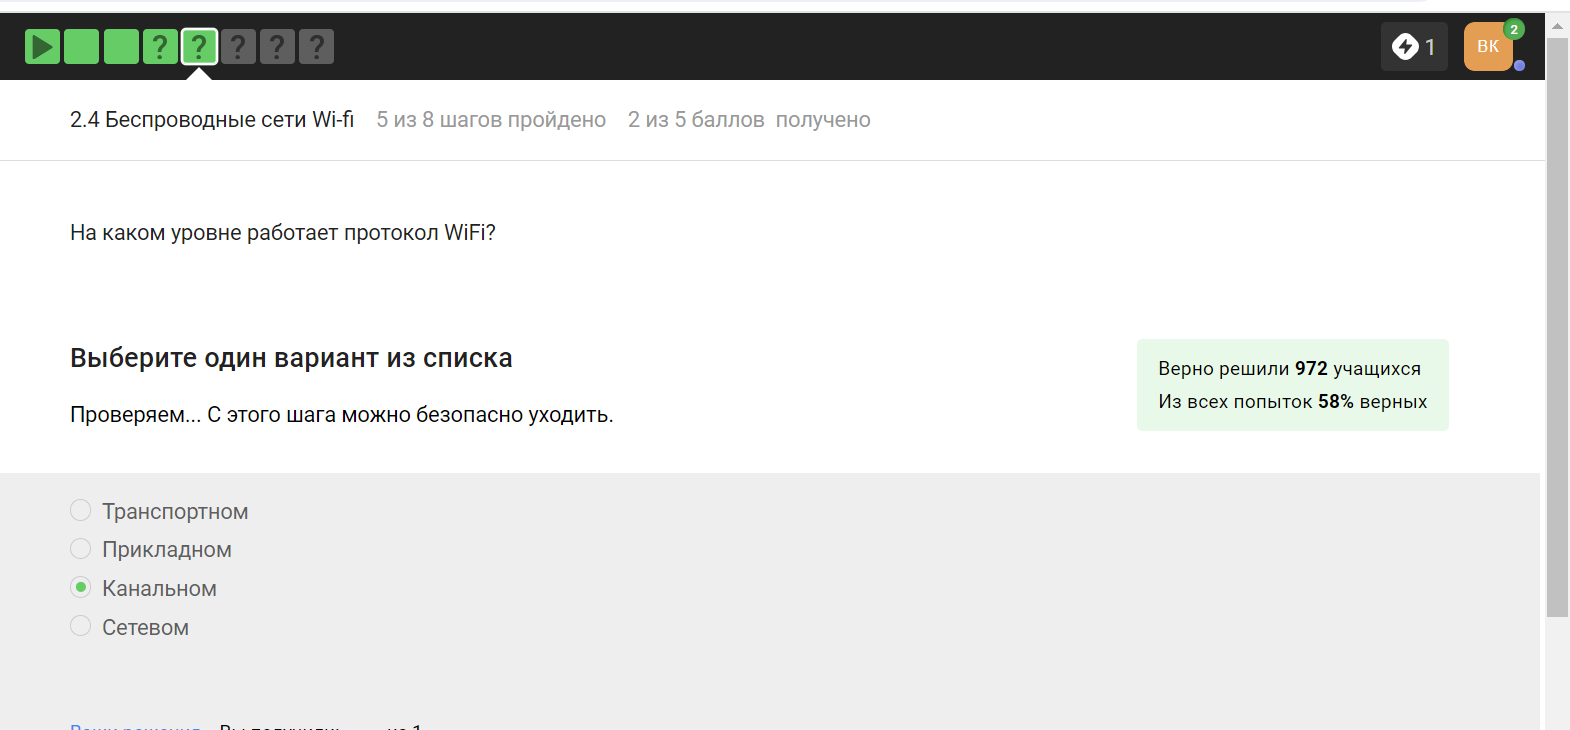 ? ? ? ? ?
1
ВК
2
2.4 Беспроводные сети Wi-fi 5 из 8 шагов пройдено 2 из 5 баллов получено
На каком уровне работает протокол WiFi?
Выберите один вариант из списка
Верно решили 972 учащихся
Из всех попыток 58% верных
Проверяем... С этого шага можно безопасно уходить.
Транспортном
Прикладном
Канальном
Сетевом